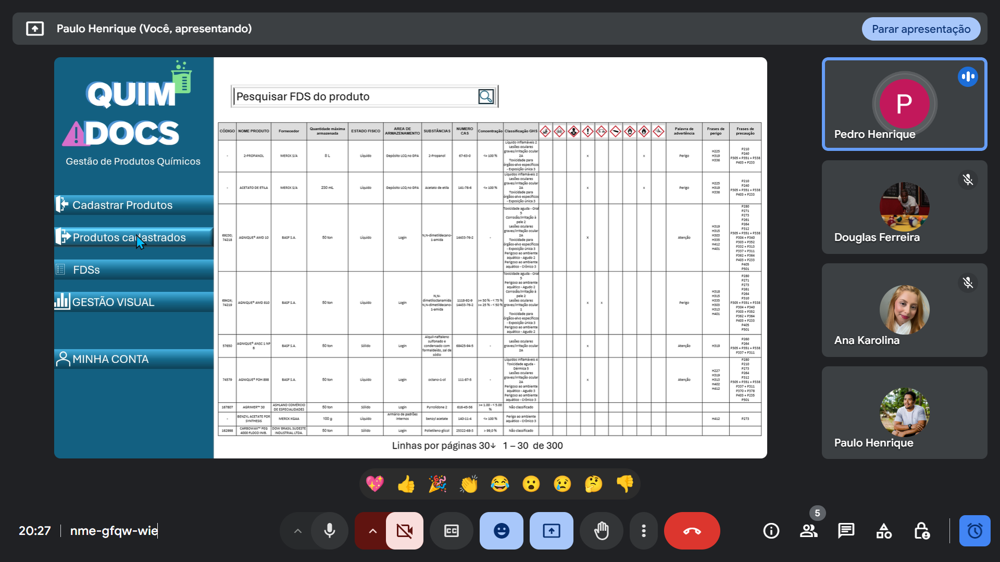 Paulo Henrique (Você, apresentando)
Parar apresentação
QUIM
DOCS
Gestão de Produtos Químicos
Cadastrar Produtos
Produtos cadastrados
FDSs
GESTÃO VISUAL
MINHA CONTA
Pesquisar FDS do produto
CÓDIGO NOME PRODUTO Fornecedor Quantidade máxima armazenada ESTADO FISICO AREA DE ARMAZENAMENTO SUBSTÂNCIAS NUMERO CAS Concentração Classificação GHS Palavra de advertência Frases de perigo Frases de precaução
- 2-PROPANOL MERCK S/A 8 L Líquido Depósito LCQ no DPA 2-Propanol 67-63-0 <= 100 % Líquido inflamáveis 2 Lesões oculares graves/irritação ocular 2A Toxicidade para órgãos-alvo específicos - Exposição única 3 x x Perigo H225 H319 H336 P210 P240 P305 + P351 + P338 P403 + P233
- ACETATO DE ETILA MERCK S/A 230 mL Líquido Depósito LCQ no DPA Acetato de etila 141-78-6 <= 100 % Líquidos inflamáveis 2 Lesões oculares graves/irritação ocular 2A Toxicidade para órgãos-alvo específicos - Exposição única 3 x x Perigo H225 H319 H336 P210 P240 P305 + P351 + P338 P403 + P233
69230; 74218 AGNIQUE® AMD 10 BASF S.A. 50 ton Líquido Login N,N-dimetildecano-1-amida 14433-76-2 - Toxicidade aguda - Oral 5 Corrosão/irritação à pele 2 Lesões oculares graves/irritação ocular 2A Toxicidade para órgãos-alvo específicos - Exposição única 3 Perigoso ao ambiente aquático - Agudo 2 Perigoso ao ambiente aquático - Crônico 3 x Atenção H319 H315 H303 H335 H412 H401 P280 P271 P273 P261 P264 P312 P305 + P351 + P338 P304 + P340 P303 + P352 P332 + P313 P337 + P311 P362 + P364 P403 + P233 P405 P501
69424; 74219 AGNIQUE® AMD 810 BASF S.A. 50 ton Líquido Login N,N-dimetiloctanamida N,N-dimetildecano-1-amida 1118-92-9 14433-76-2 >= 50 % - < 75 % >= 25 % - < 50 % Toxicidade aguda - Oral 5 Perigoso ao ambiente aquático - Agudo 2 Corrosão/irritação à pele 2 Lesões oculares graves/irritação ocular 1 Toxicidade para órgãos-alvo específicos - Exposição única 3 Perigoso ao ambiente aquático - Agudo 2 x x Perigo H318 H315 H335 H303 H313 H401 P280 P271 P273 P261 P264 P310 P305 + P351 + P338 P304 + P340 P303 + P352 P362 + P364 P403 + P233 P405 P501
57650 AGNIQUE® ANSC 1 NP 6 BASF S.A. 50 ton Sólido Login Alquil-naftaleno sulfonado e condensado com formaldeído, sal de sódio 68425-94-5 - Lesões oculares graves/irritação ocular 2A x Atenção H319 P260 P264 P305 + P351 + P338 P337 + P311
74579 AGNIQUE® FOH 898 BASF S.A. 50 ton Líquido Login octano-1-ol 111-87-5 - Líquidos inflamáveis 4 Toxicidade aguda - Dérmica 5 Lesões oculares graves/irritação ocular 2A Perigoso ao ambiente aquático - Agudo 3 Perigoso ao ambiente aquático - Crônico 3 x Atenção H227 H319 H313 H402 H412 P280 P210 P273 P264 P312 P305 + P351 + P338 P337 + P311 P370 + P378 P403 + P235 P501
167807 AGRIMER™ 30 ASHLAND COMÉRCIO DE ESPECIALIDADES 50 ton Sólido Login Pyrrolidone 2 616-45-56 >= 1.00 - < 5.00 % Não classificado
- BENZYL ACETATE FOR SYNTHESIS MERCK KGAA 100 g Líquido Armário de padrões internos benzyl acetate 140-11-4 <= 100 % Perigo ao ambiente aquático - Crônico 3 H412 P273
162998 CARBOWAX™ PEG 4000 FLOCO INIB. DOW BRASIL SUDESTE INDUSTRIAL LTDA. 50 ton Sólido Login Polietileno glicol 25322-68-3 > 99,0 % Não classificado
Linhas por páginas 30↓ 1 – 30 de 300
P
Pedro Henrique
Douglas Ferreira
Ana Karolina
Paulo Henrique
20:27
nme-gfqw-wie
CC
5